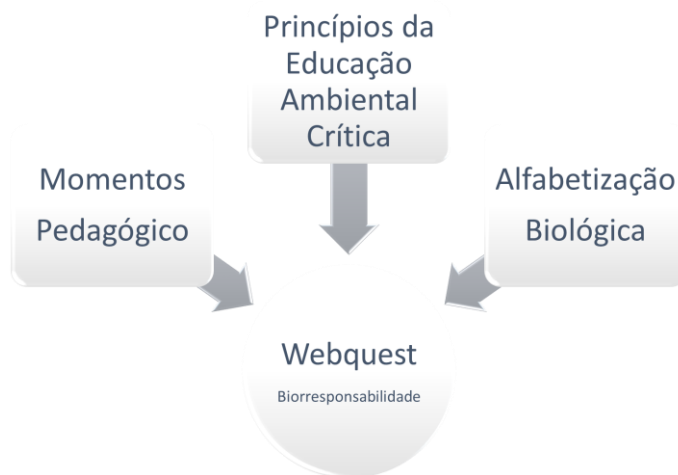 Princípios da
Educação
Ambiental
Crítica
Momentos
Pedagógico
Alfabetização
Biológica
Webquest
Biorresponsabilidade